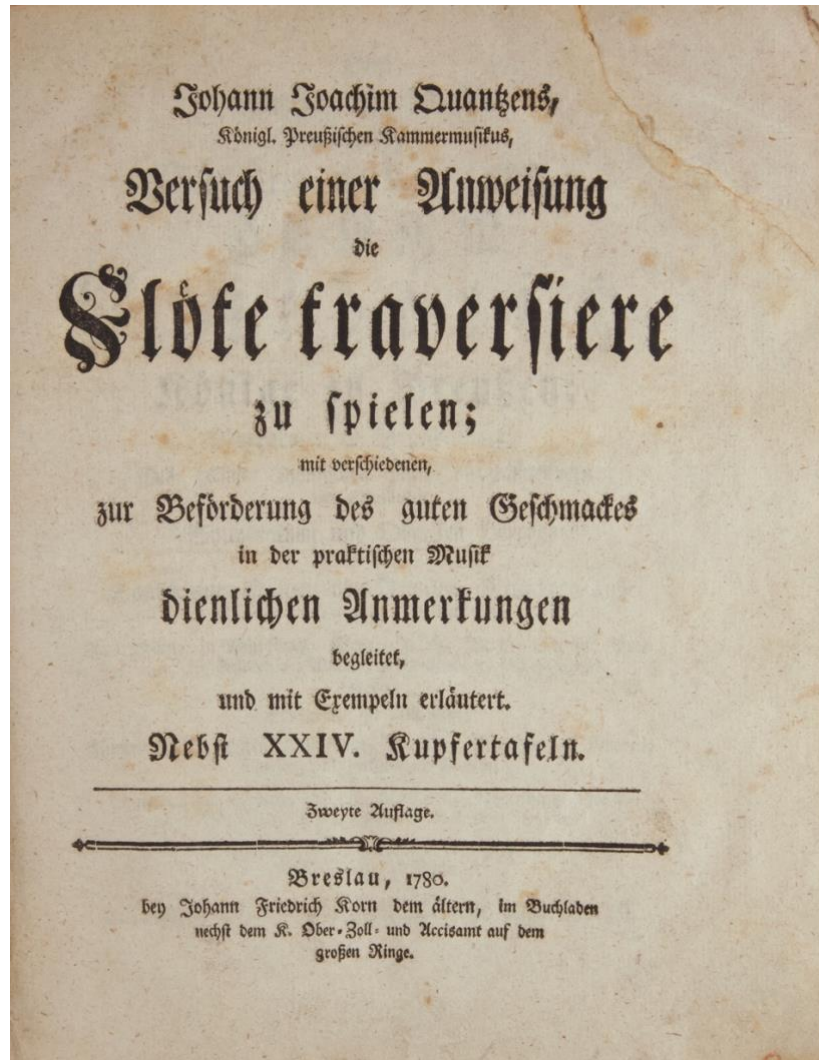 Johann Joachim Quantzens,
Königl. Preußischen Kammermusikus,
Versuch einer Anweisung
die
Flöte traversiere
zu spielen;
mit verschiedenen,
zur Beförderung des guten Geschmackes
in der praktischen Musik
dienlichen Anmerkungen
begleitet,
und mit Exempeln erläutert.
Nebst XXIV. Kupfertafeln.
Zweyte Auflage.
Breslau, 1780.
bey Johann Friedrich Korn dem ältern, im Buchladen
nechst dem K. Ober-Zoll- und Accisamt auf dem
großen Ringe.